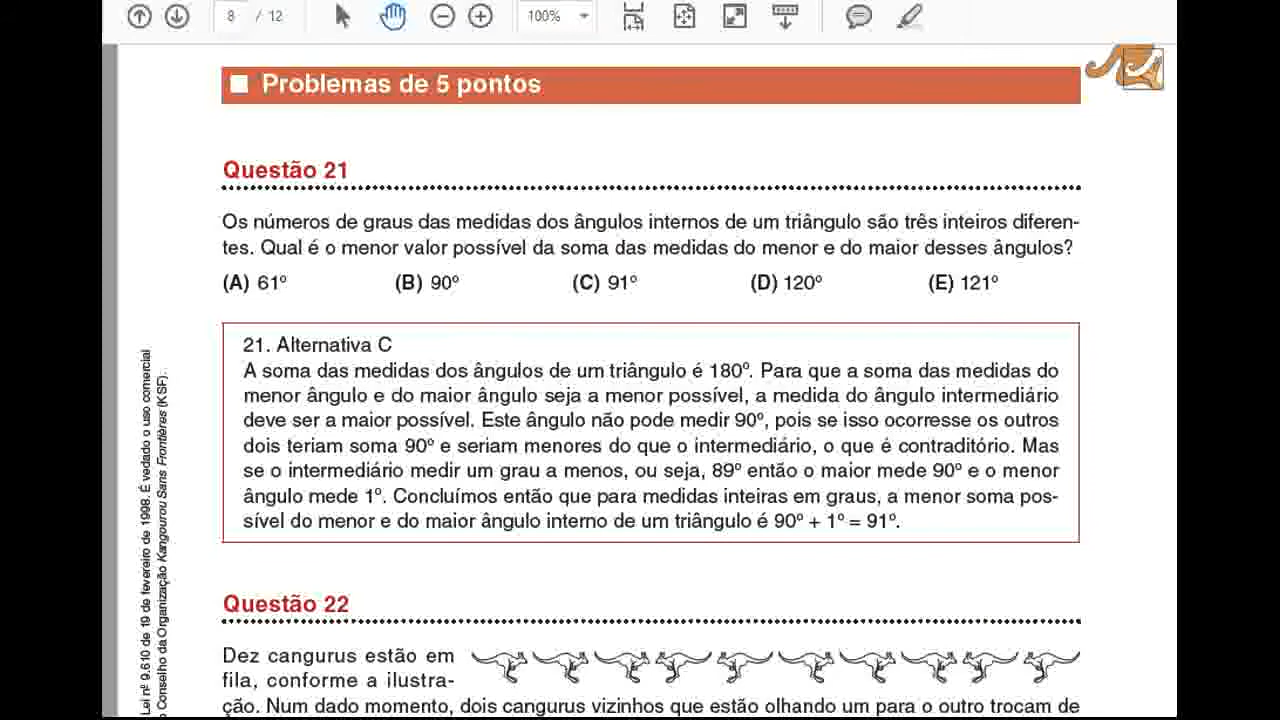 8 / 12
100%
Problemas de 5 pontos
Questão 21
Os números de graus das medidas dos ângulos internos de um triângulo são três inteiros diferen-
tes. Qual é o menor valor possível da soma das medidas do menor e do maior desses ângulos?
(A) 61º (B) 90º (C) 91º (D) 120º (E) 121º
21. Alternativa C
A soma das medidas dos ângulos de um triângulo é 180º. Para que a soma das medidas do
menor ângulo e do maior ângulo seja a menor possível, a medida do ângulo intermediário
deve ser a maior possível. Este ângulo não pode medir 90º, pois se isso ocorresse os outros
dois teriam soma 90º e seriam menores do que o intermediário, o que é contraditório. Mas
se o intermediário medir um grau a menos, ou seja, 89º então o maior mede 90º e o menor
ângulo mede 1º. Concluímos então que para medidas inteiras em graus, a menor soma pos-
sível do menor e do maior ângulo interno de um triângulo é 90º + 1º = 91º.
Questão 22
Dez cangurus estão em
fila, conforme a ilustra-
ção. Num dado momento, dois cangurus vizinhos que estão olhando um para o outro trocam de
Lei nº 9.610 de 19 de fevereiro de 1998. É vedado o uso comercial
Conselho da Organização Kangourou Sans Frontières (KSF).